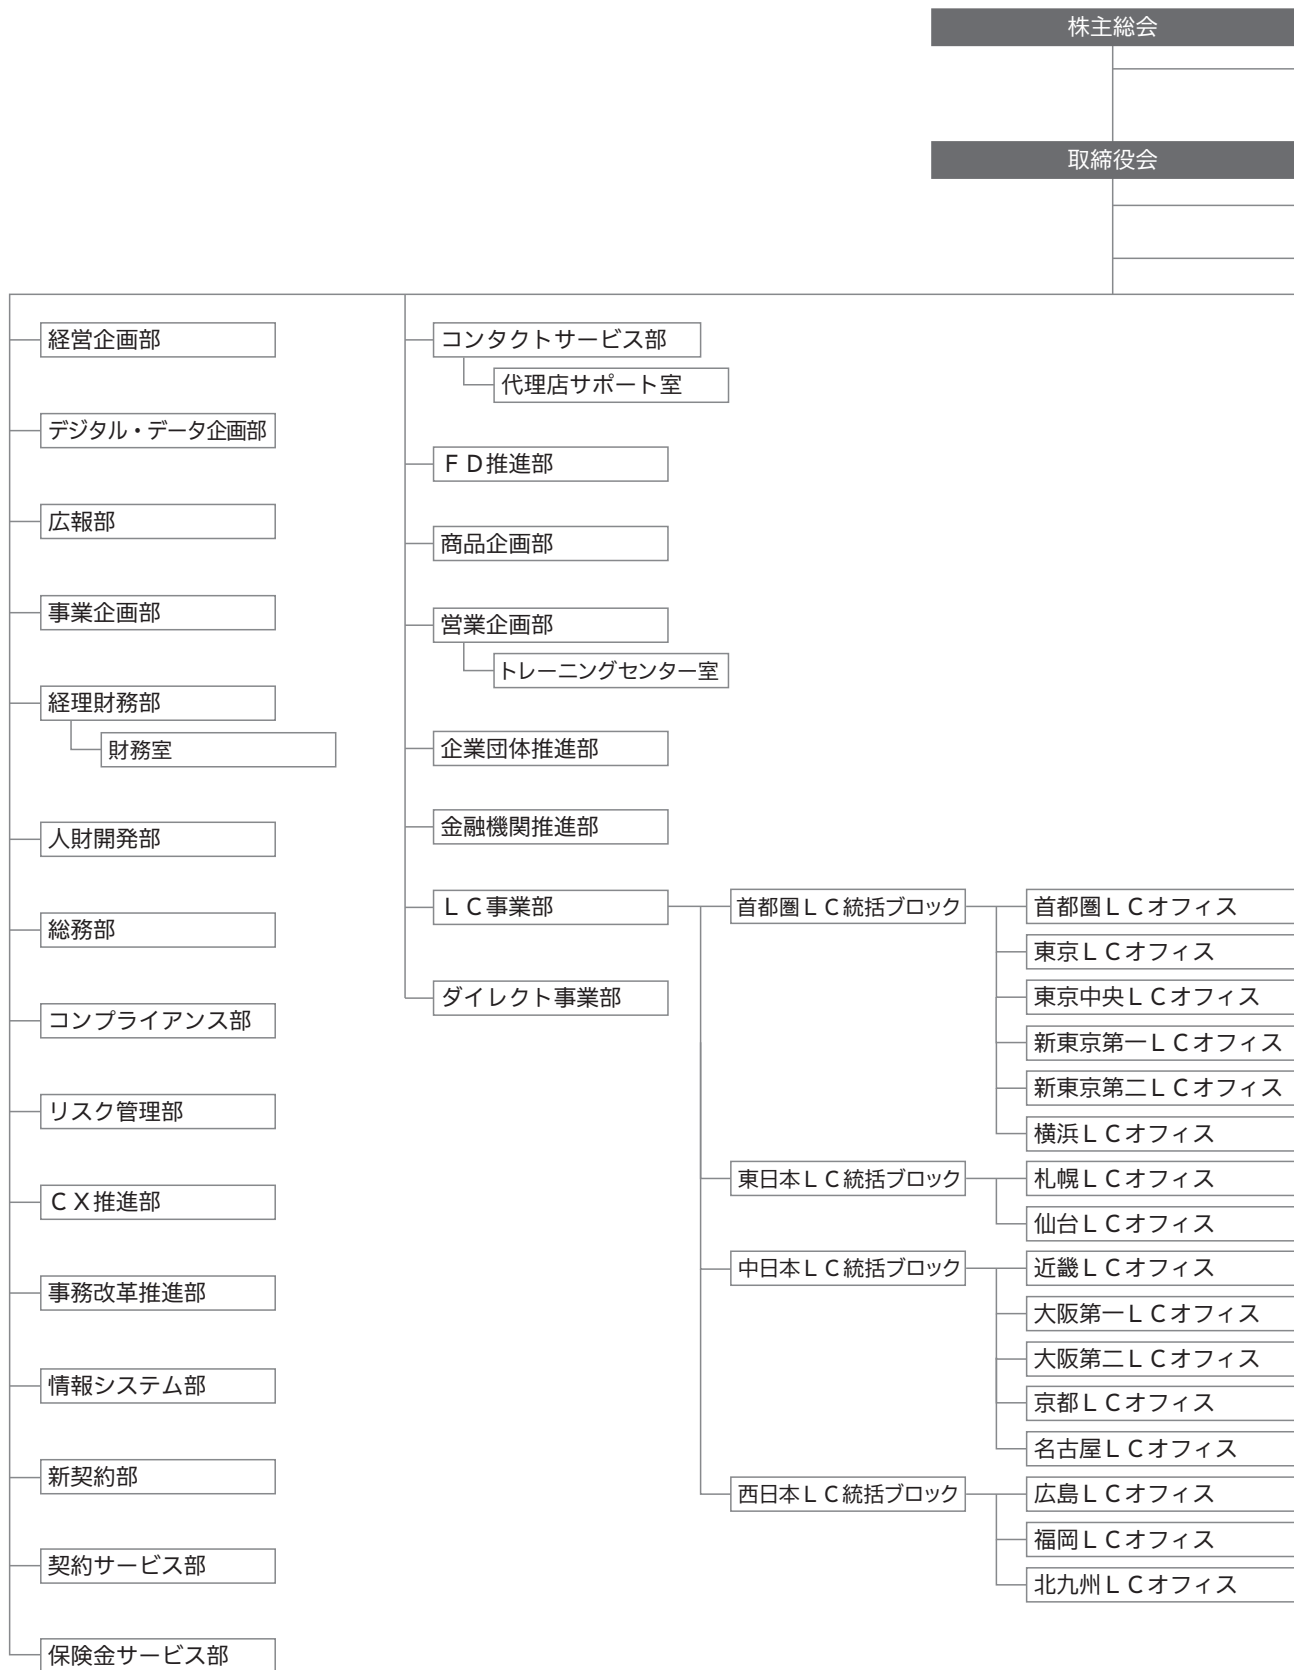 株主総会
取締役会
経営企画部
デジタル・データ企画部
広報部
事業企画部
経理財務部
財務室
人財開発部
総務部
コンプライアンス部
リスク管理部
ＣＸ推進部
事務改革推進部
情報システム部
新契約部
契約サービス部
保険金サービス部
コンタクトサービス部
代理店サポート室
ＦＤ推進部
商品企画部
営業企画部
トレーニングセンター室
企業団体推進部
金融機関推進部
ＬＣ事業部
ダイレクト事業部
首都圏ＬＣ統括ブロック
首都圏ＬＣオフィス
東京ＬＣオフィス
東京中央ＬＣオフィス
新東京第一ＬＣオフィス
新東京第二ＬＣオフィス
横浜ＬＣオフィス
東日本ＬＣ統括ブロック
札幌ＬＣオフィス
仙台ＬＣオフィス
中日本ＬＣ統括ブロック
近畿ＬＣオフィス
大阪第一ＬＣオフィス
大阪第二ＬＣオフィス
京都ＬＣオフィス
名古屋ＬＣオフィス
西日本ＬＣ統括ブロック
広島ＬＣオフィス
福岡ＬＣオフィス
北九州ＬＣオフィス